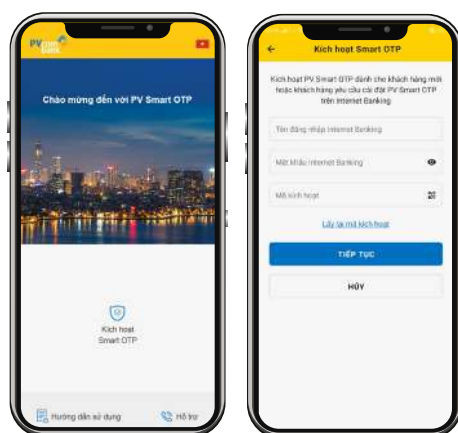 PVcom
bank
Chào mừng đến với PV Smart OTP
Kích hoạt
Smart OTP
Hướng dẫn sử dụng
Hỗ trợ
Kích hoạt Smart OTP
Kích hoạt PV Smart OTP dành cho khách hàng mới
hoặc khách hàng yêu cầu cài đặt PV Smart OTP
trên Internet Banking
Tên đăng nhập Internet Banking
Mật khẩu Internet Banking
Mã kích hoạt
Lấy lại mã kích hoạt
TIẾP TỤC
HỦY